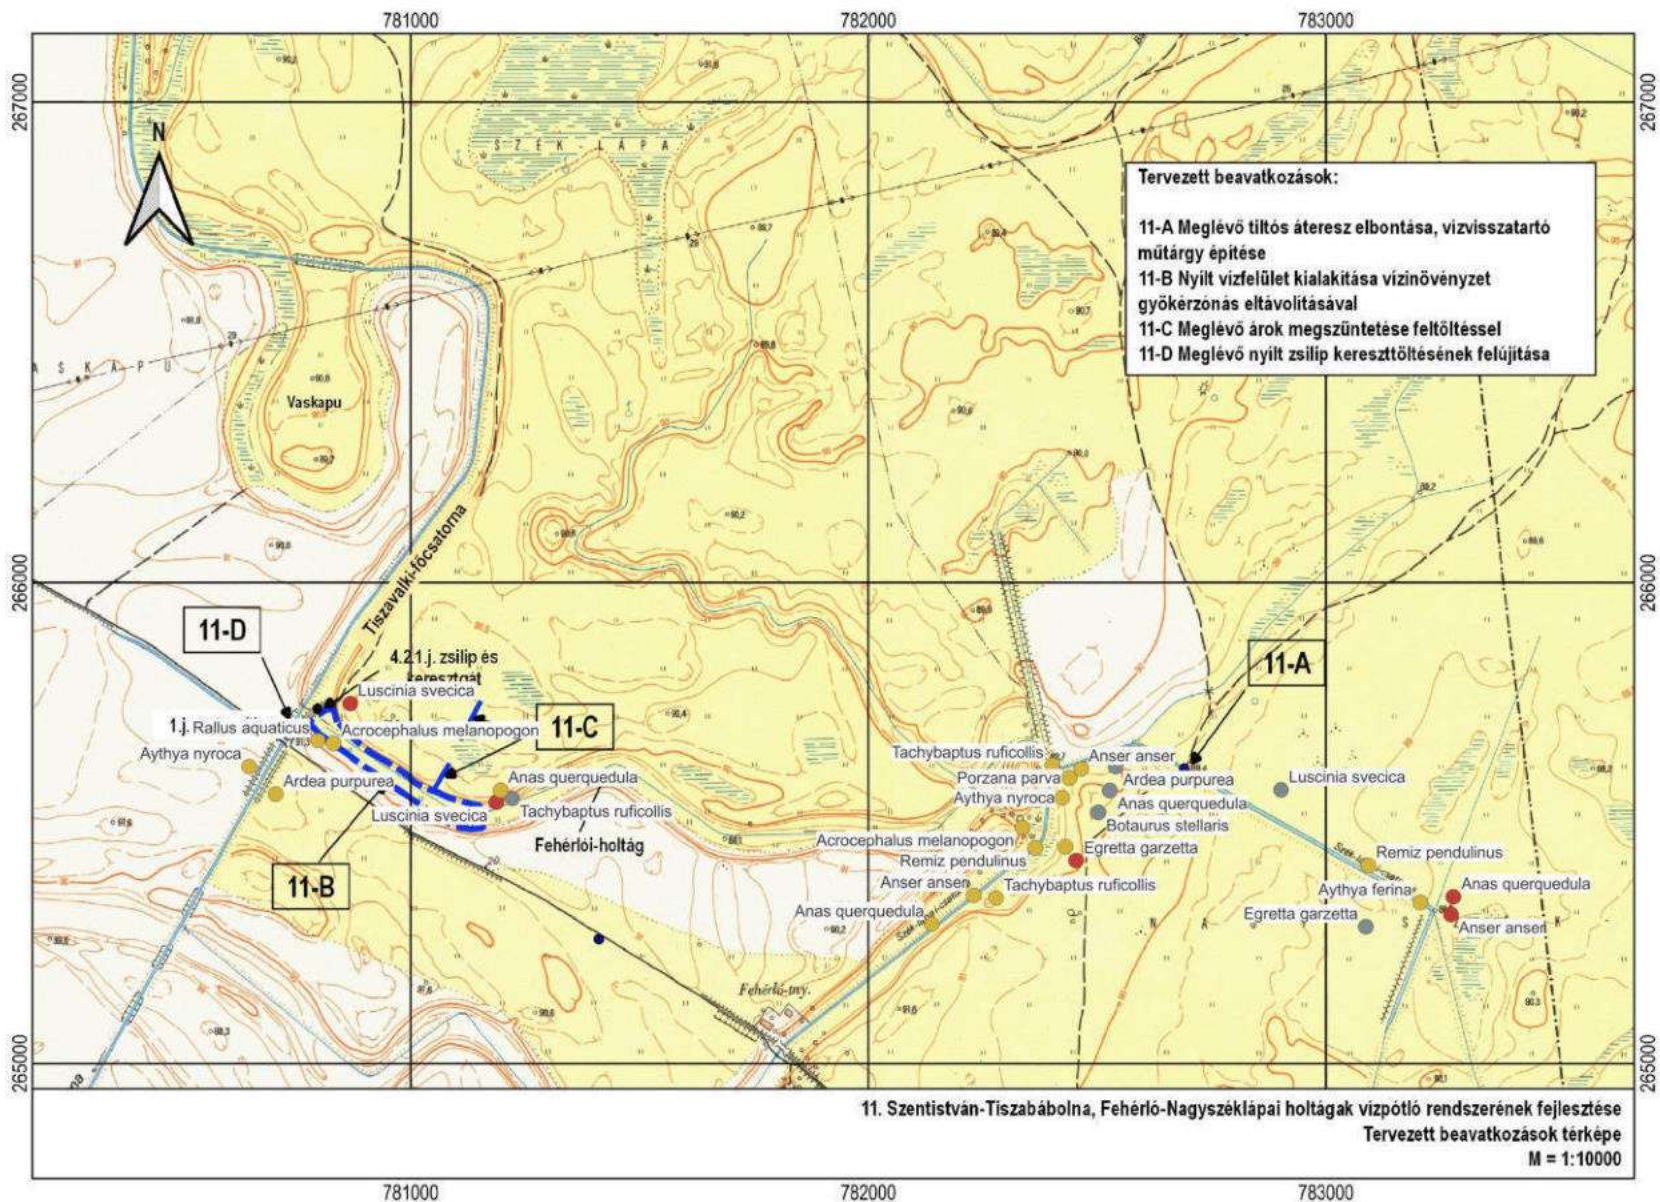 781000
782000
783000
267000
267000
N
SZÉK-LÁPA
Tervezett beavatkozások:
11-A Meglévő tiltós áteresz elbontása, vízvisszatartó
műtárgy építése
11-B Nyílt vízfelület kialakítása vízinövényzet
gyökérzónás eltávolításával
11-C Meglévő árok megszűntetése feltöltéssel
11-D Meglévő nyílt zsilip kereszttöltésének felújítása
ASKAPU
Vaskapu
266000
266000
Tiszavalki-főcsatorna
11-D
4.2.1.j. zsilip és
keresztgát
11-A
Luscinia svecica
1.j. Rallus aquaticus
Acrocephalus melanopogon
11-C
Aythya nyroca
Ardea purpurea
Anas querquedula
Luscinia svecica
Tachybaptus ruficollis
Fehérlói-holtág
11-B
Tachybaptus ruficollis
Anser anser
Porzana parva
Ardea purpurea
Luscinia svecica
Aythya nyroca
Anas querquedula
Botaurus stellaris
Acrocephalus melanopogon
Egretta garzetta
Remiz pendulinus
Remiz pendulinus
Anser anser
Tachybaptus ruficollis
Aythya ferina
Anas querquedula
Anas querquedula
Egretta garzetta
Anser anser
N A Y S K
Fehérló-tny.
265000
265000
11. Szentistván-Tiszabábolna, Fehérló-Nagyszéklápai holtágak vízpótló rendszerének fejlesztése
Tervezett beavatkozások térképe
M = 1:10000
781000
782000
783000